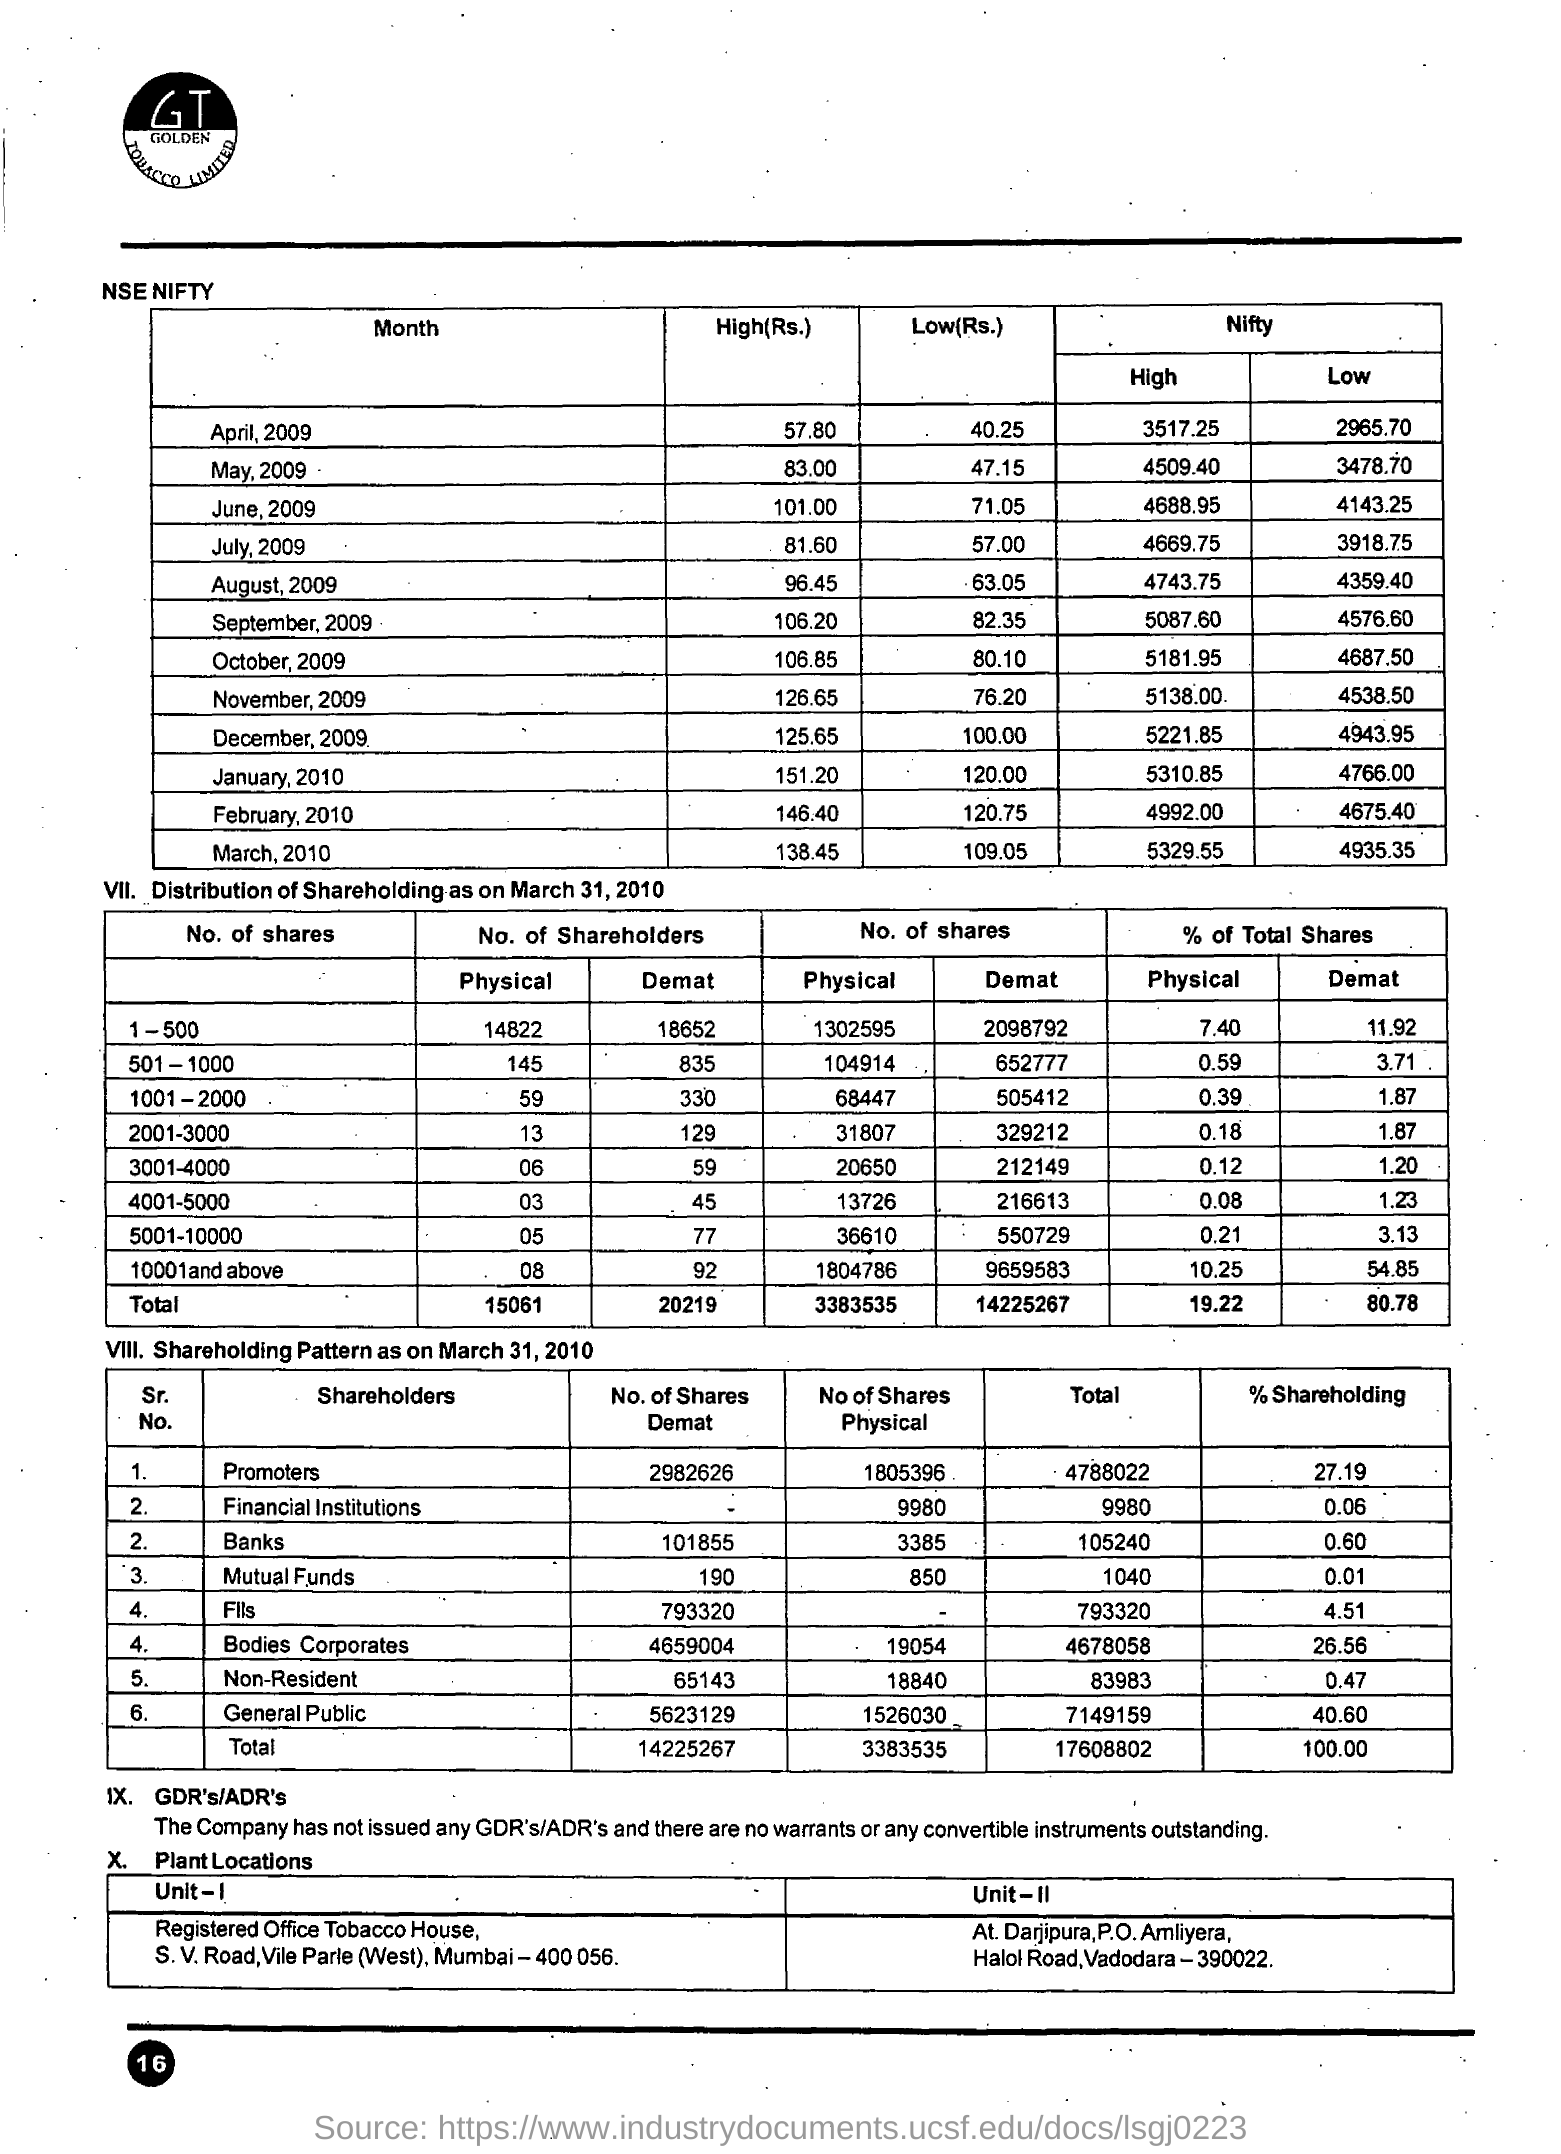 GT
GOLDEN
TOBACCO LIMITED
NSE NIFTY
Month High(Rs.) Low(Rs.) Nifty
High Low
April, 2009 57.80 40.25 3517.25 2965.70
May, 2009 83.00 47.15 4509.40 3478.70
June, 2009 101.00 71.05 4688.95 4143.25
July, 2009 81.60 57.00 4669.75 3918.75
August, 2009 96.45 63.05 4743.75 4359.40
September, 2009 106.20 82.35 5087.60 4576.60
October, 2009 106.85 80.10 5181.95 4687.50
November, 2009 126.65 76.20 5138.00 4538.50
December, 2009 125.65 100.00 5221.85 4943.95
January, 2010 151.20 120.00 5310.85 4766.00
February, 2010 146.40 120.75 4992.00 4675.40
March, 2010 138.45 109.05 5329.55 4935.35
VII. Distribution of Shareholding as on March 31, 2010
No. of shares No. of Shareholders No. of shares % of Total Shares
Physical Demat Physical Demat Physical Demat
1 – 500 14822 18652 1302595 2098792 7.40 11.92
501 – 1000 145 835 104914 652777 0.59 3.71
1001 – 2000 59 330 68447 505412 0.39 1.87
2001-3000 13 129 31807 329212 0.18 1.87
3001-4000 06 59 20650 212149 0.12 1.20
4001-5000 03 45 13726 216613 0.08 1.23
5001-10000 05 77 36610 550729 0.21 3.13
10001and above 08 92 1804786 9659583 10.25 54.85
Total 15061 20219 3383535 14225267 19.22 80.78
VIII. Shareholding Pattern as on March 31, 2010
Sr. Shareholders No. of Shares No of Shares Total % Shareholding
No. Demat Physical
1. Promoters 2982626 1805396 4788022 27.19
2. Financial Institutions - 9980 9980 0.06
2. Banks 101855 3385 105240 0.60
3. Mutual Funds 190 850 1040 0.01
4. FIIs 793320 - 793320 4.51
4. Bodies Corporates 4659004 19054 4678058 26.56
5. Non-Resident 65143 18840 83983 0.47
6. General Public 5623129 1526030 7149159 40.60
Total 14225267 3383535 17608802 100.00
IX. GDR's/ADR's
The Company has not issued any GDR's/ADR's and there are no warrants or any convertible instruments outstanding.
X. Plant Locations
Unit – I Unit – II
Registered Office Tobacco House, At. Darjipura,P.O. Amliyera,
S. V. Road,Vile Parle (West), Mumbai – 400 056. Halol Road,Vadodara – 390022.
16
Source: https://www.industrydocuments.ucsf.edu/docs/lsgj0223